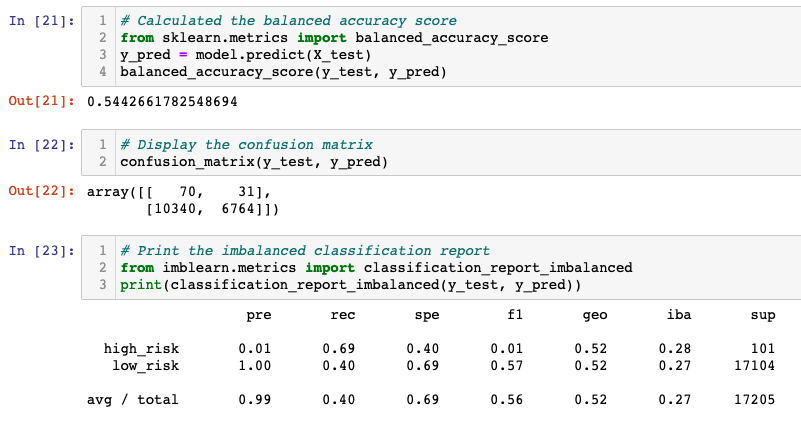 In [21]: 1 # Calculated the balanced accuracy score
2 from sklearn.metrics import balanced_accuracy_score
3 y_pred = model.predict(X_test)
4 balanced_accuracy_score(y_test, y_pred)
Out[21]: 0.5442661782548694
In [22]: 1 # Display the confusion matrix
2 confusion_matrix(y_test, y_pred)
Out[22]: array([[   70,    31],
       [10340,  6764]])
In [23]: 1 # Print the imbalanced classification report
2 from imblearn.metrics import classification_report_imbalanced
3 print(classification_report_imbalanced(y_test, y_pred))
pre rec spe f1 geo iba sup
high_risk 0.01 0.69 0.40 0.01 0.52 0.28 101
low_risk 1.00 0.40 0.69 0.57 0.52 0.27 17104
avg / total 0.99 0.40 0.69 0.56 0.52 0.27 17205